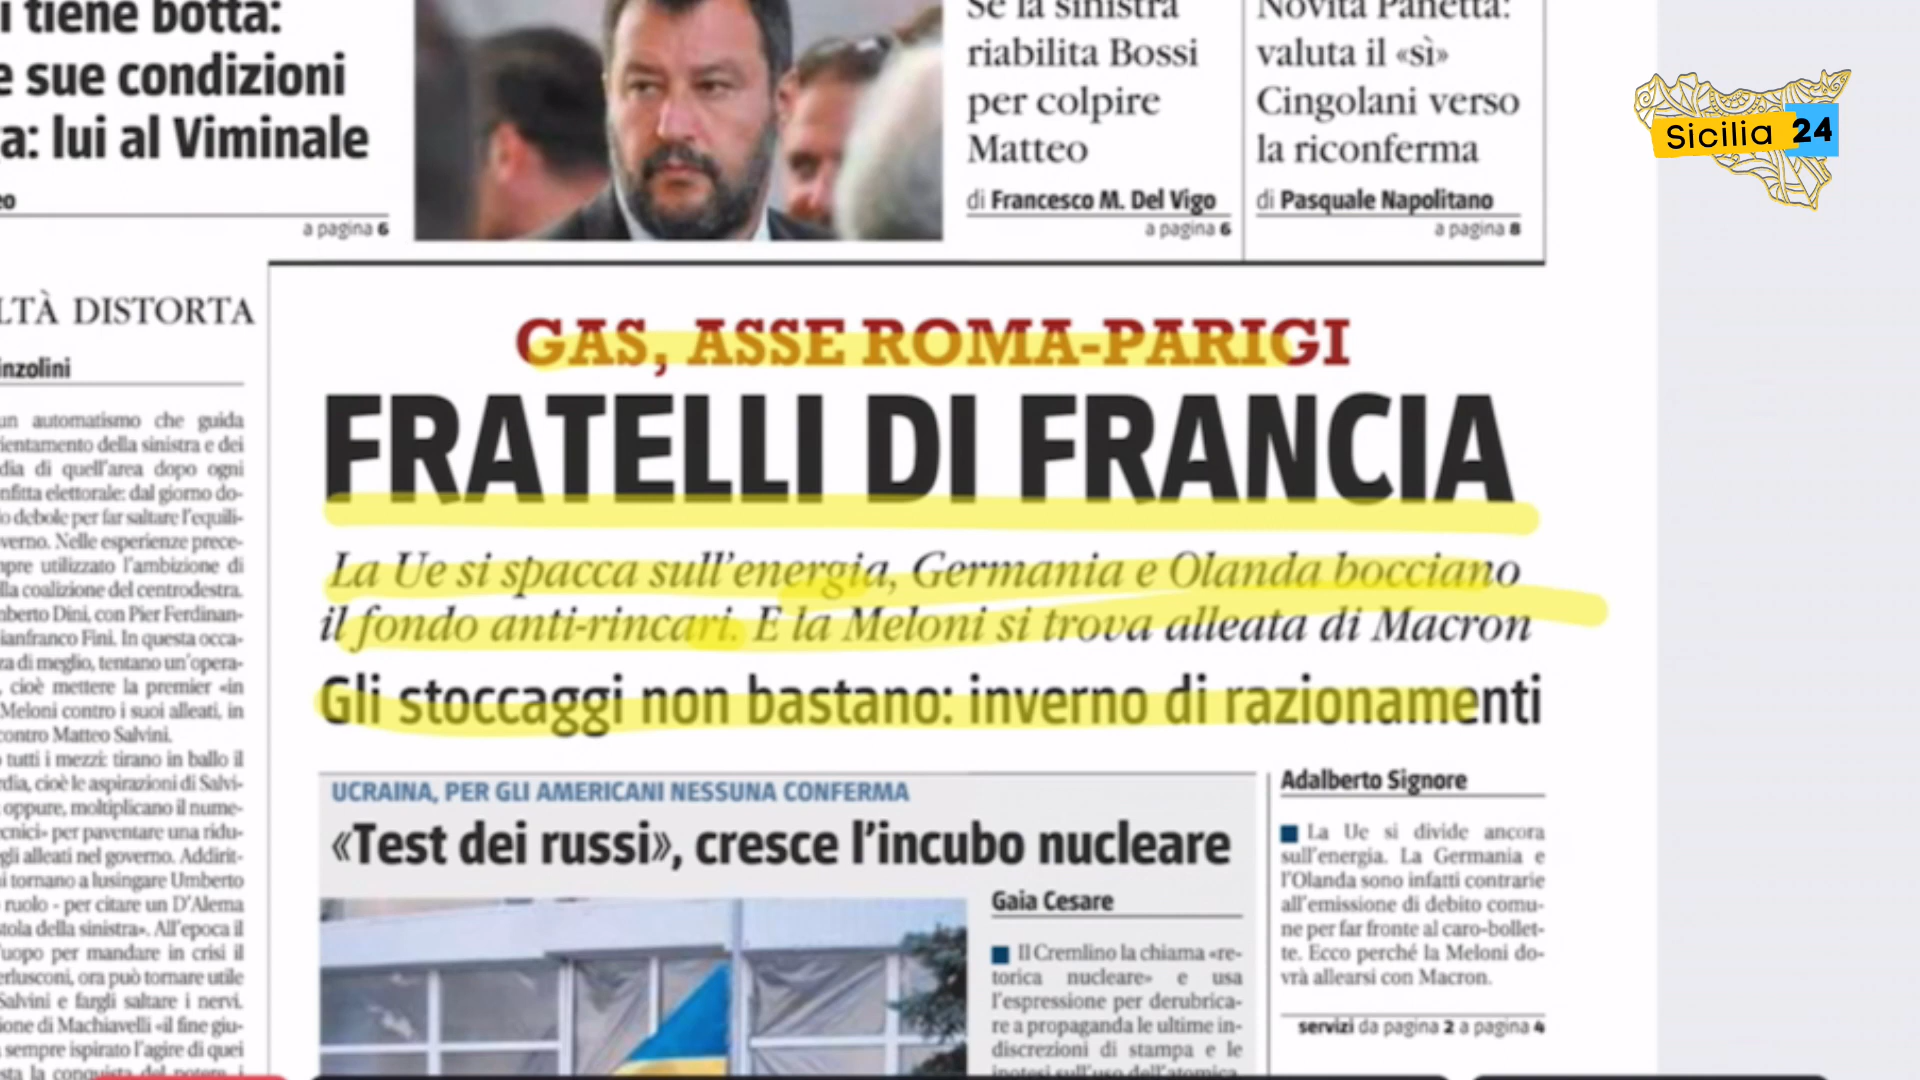 i tiene botta:
e sue condizioni
a: lui al Viminale
a pagina 6
Se la sinistra
riabilita Bossi
per colpire
Matteo
di Francesco M. Del Vigo
a pagina 6
Novità Panetta:
valuta il «sì»
Cingolani verso
la riconferma
di Pasquale Napolitano
a pagina 8
Sicilia 24
LTÀ DISTORTA
inzolini
un automatismo che guida
ientamento della sinistra e dei
dia di quell'area dopo ogni
nfitta elettorale: dal giorno do-
o debole per far saltare l'equili-
verno. Nelle esperienze prece-
mpre utilizzato l'ambizione di
lla coalizione del centrodestra.
mberto Dini, con Pier Ferdinan-
ianfranco Fini. In questa occa-
za di meglio, tentano un'opera-
, cioè mettere la premier «in
Meloni contro i suoi alleati, in
contro Matteo Salvini.
o tutti i mezzi: tirano in ballo il
rdia, cioè le aspirazioni di Salvi-
oppure, moltiplicano il nume-
ecnici» per paventare una ridu-
gli alleati nel governo. Addirit-
i tornano a lusingare Umberto
ruolo - per citare un D'Alema
stola della sinistra». All'epoca il
'uopo per mandare in crisi il
erlusconi, ora può tornare utile
Salvini e fargli saltare i nervi.
ione di Machiavelli «il fine giu-
sempre ispirato l'agire di quei
sta la conquista del potere, i
GAS, ASSE ROMA-PARIGI
FRATELLI DI FRANCIA
La Ue si spacca sull'energia, Germania e Olanda bocciano
il fondo anti-rincari. E la Meloni si trova alleata di Macron
Gli stoccaggi non bastano: inverno di razionamenti
UCRAINA, PER GLI AMERICANI NESSUNA CONFERMA
«Test dei russi», cresce l'incubo nucleare
Gaia Cesare
Il Cremlino la chiama «re-
torica nucleare» e usa
l'espressione per derubrica-
re a propaganda le ultime in-
discrezioni di stampa e le
ipotesi sull'uso dell'atomica.
Adalberto Signore
La Ue si divide ancora
sull'energia. La Germania e
l'Olanda sono infatti contrarie
all'emissione di debito comu-
ne per far fronte al caro-bollet-
te. Ecco perché la Meloni do-
vrà allearsi con Macron.
servizi da pagina 2 a pagina 4